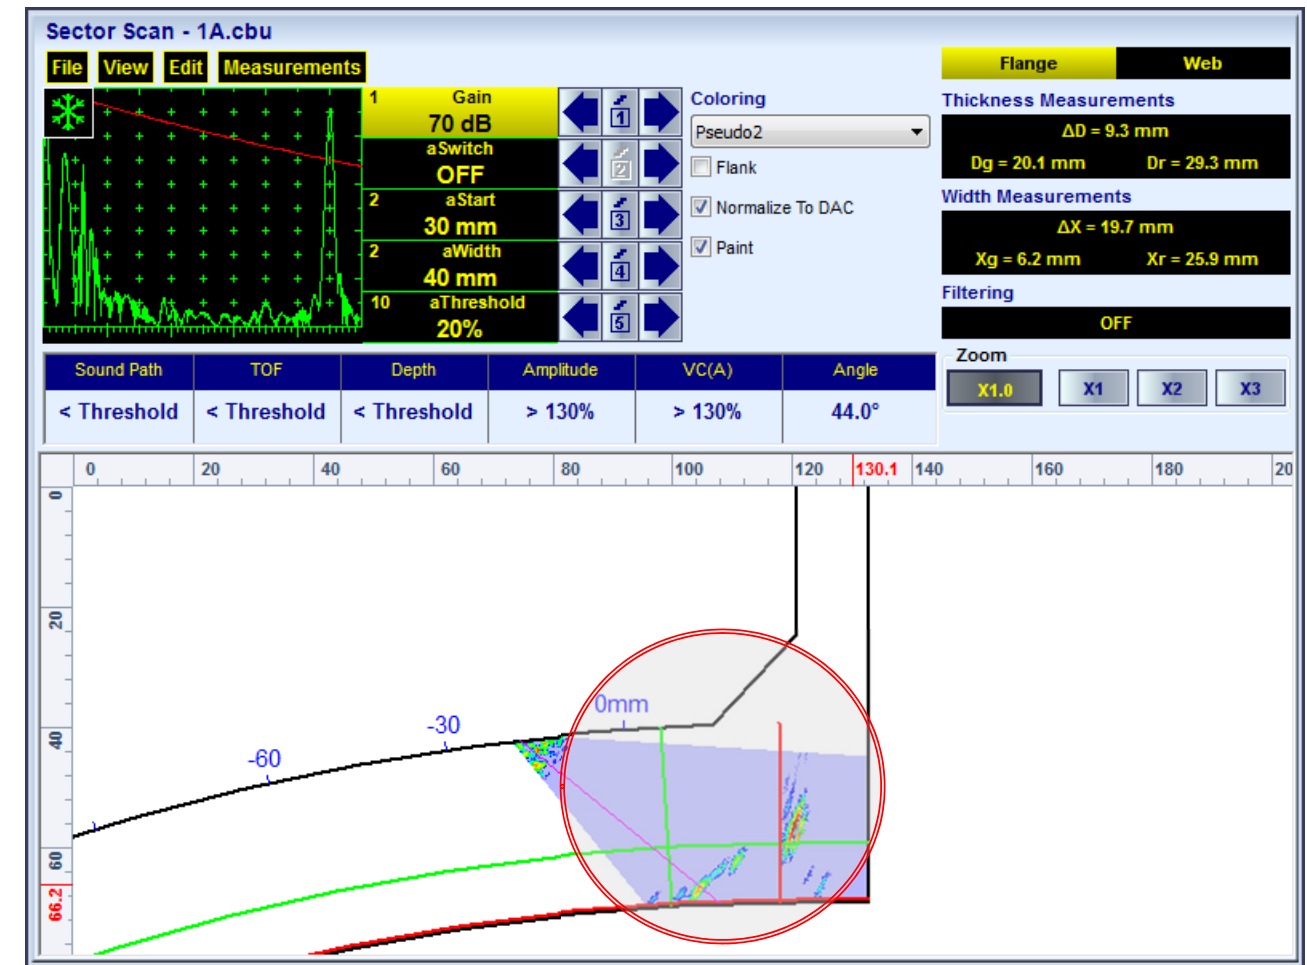 Sector Scan - 1A.cbu
File View Edit Measurements
Flange Web
1 Gain
70 dB
1
aSwitch
OFF
2
2 aStart
30 mm
3
2 aWidth
40 mm
4
10 aThreshold
20%
5
Coloring
Pseudo2
Flank
Normalize To DAC
Paint
Thickness Measurements
ΔD = 9.3 mm
Dg = 20.1 mm Dr = 29.3 mm
Width Measurements
ΔX = 19.7 mm
Xg = 6.2 mm Xr = 25.9 mm
Filtering
OFF
Zoom
X1.0 X1 X2 X3
Sound Path TOF Depth Amplitude VC(A) Angle
< Threshold < Threshold < Threshold > 130% > 130% 44.0°
0 20 40 60 80 100 120 130.1 140 160 180 20
0
20
40
60
66.2
0mm
-30
-60